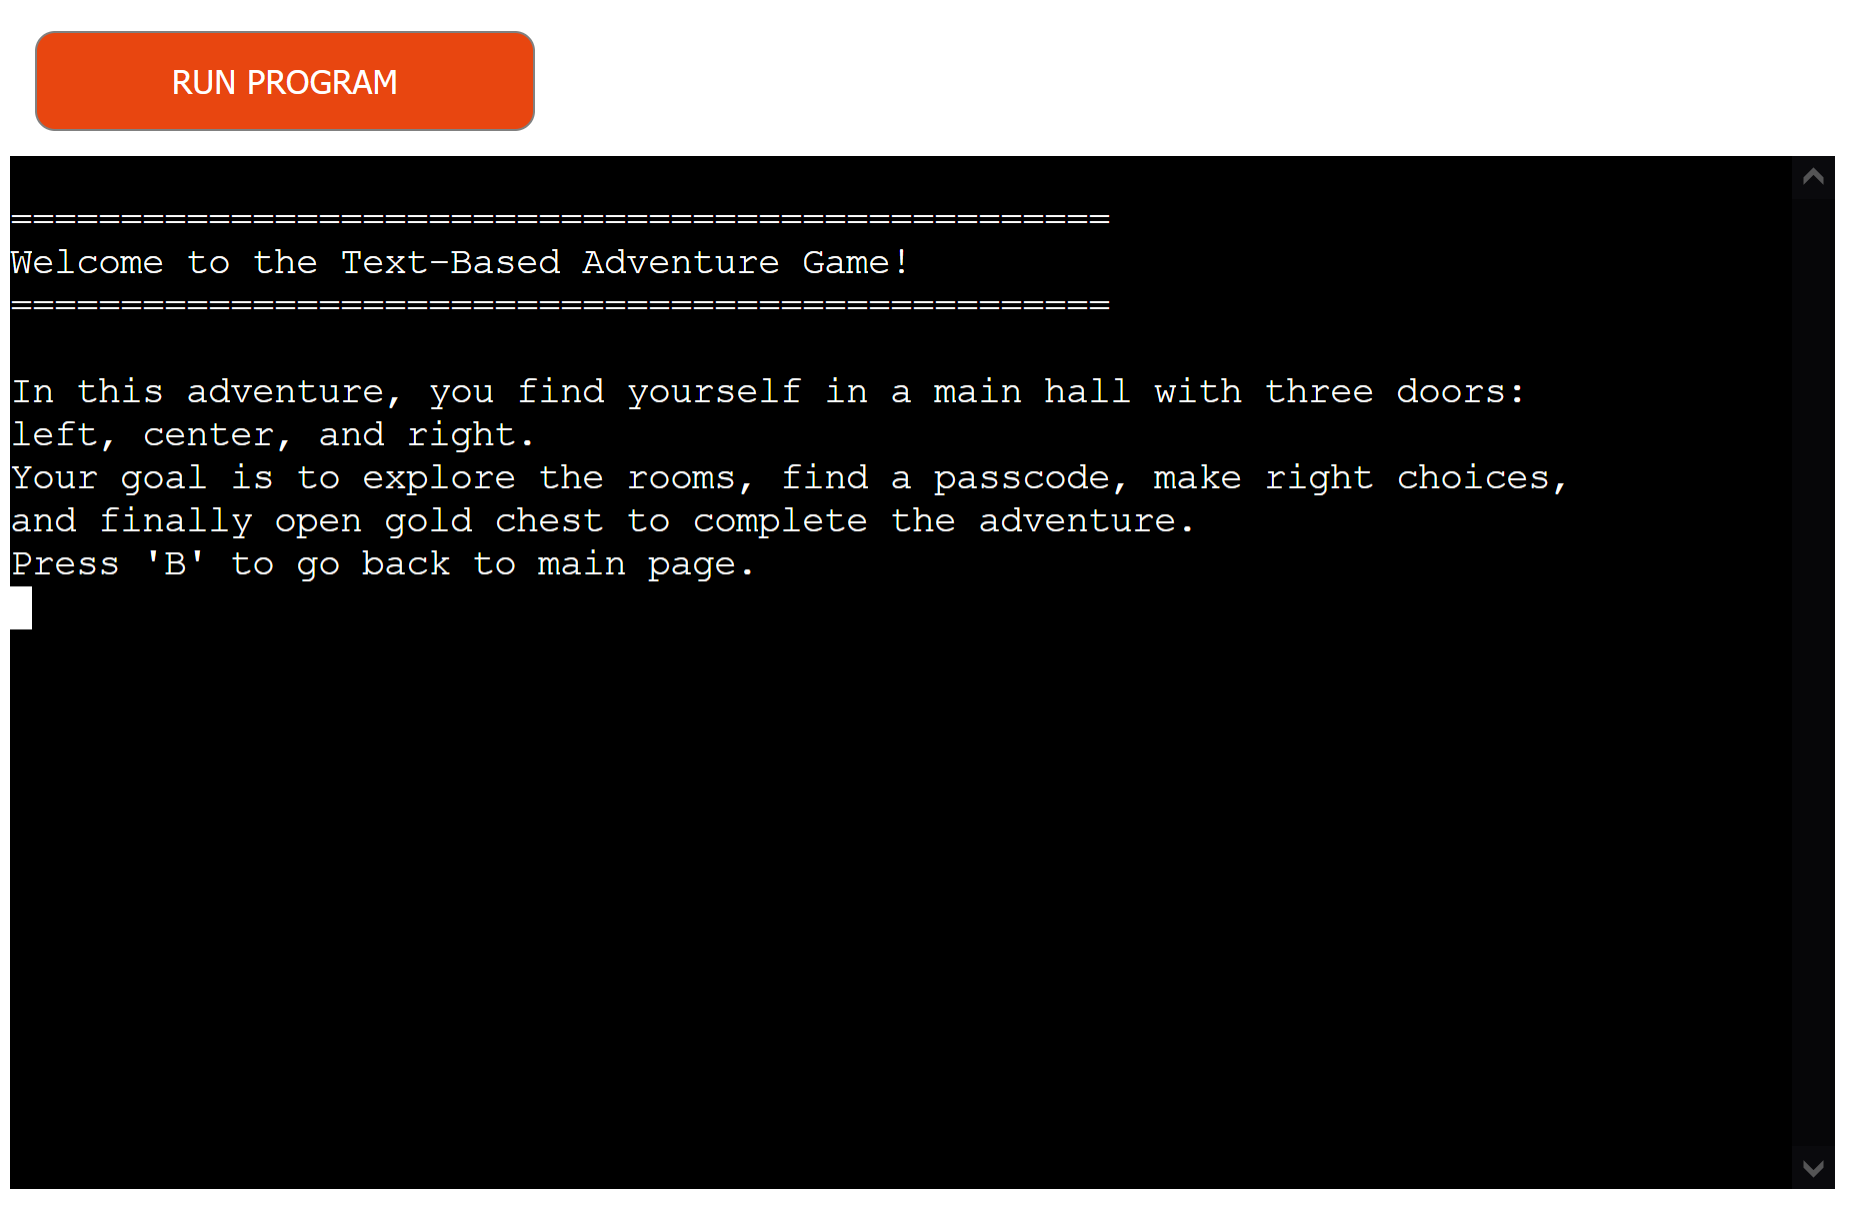 RUN PROGRAM
==================================================
Welcome to the Text-Based Adventure Game!
==================================================
In this adventure, you find yourself in a main hall with three doors:
left, center, and right.
Your goal is to explore the rooms, find a passcode, make right choices,
and finally open gold chest to complete the adventure.
Press 'B' to go back to main page.